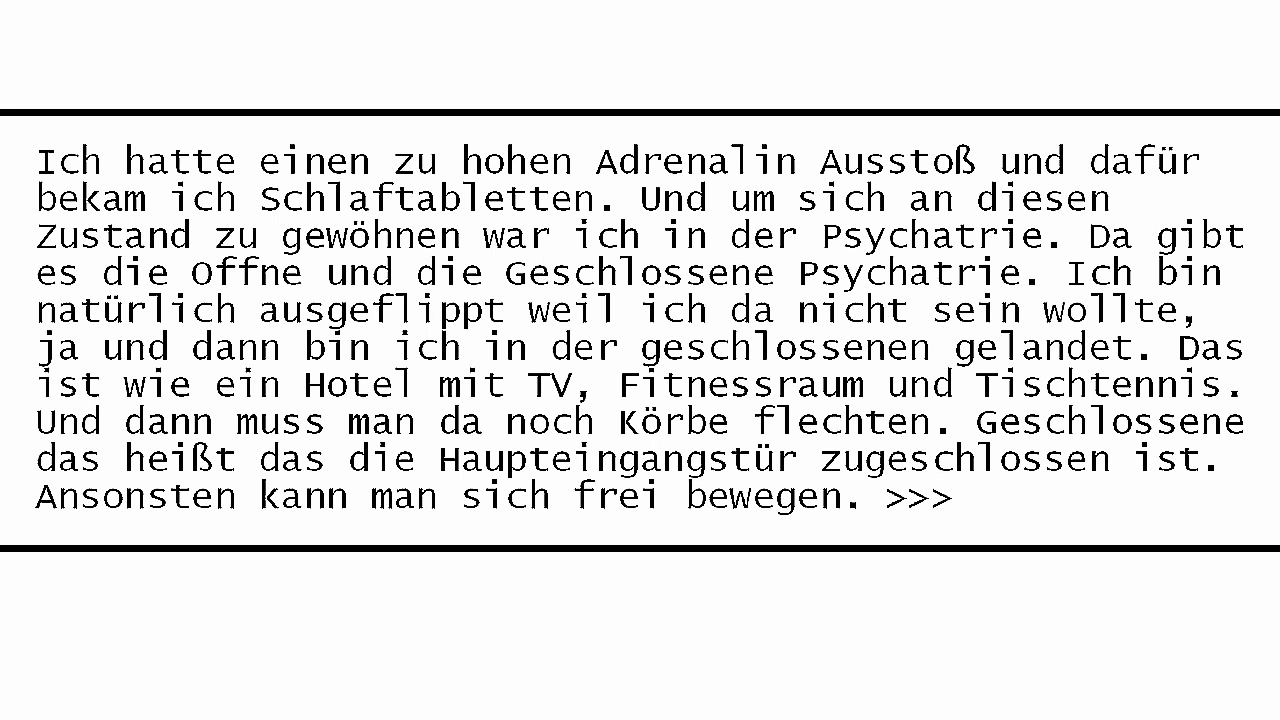 Ich hatte einen zu hohen Adrenalin Ausstoß und dafür
bekam ich Schlaftabletten. Und um sich an diesen
Zustand zu gewöhnen war ich in der Psychatrie. Da gibt
es die Offne und die Geschlossene Psychatrie. Ich bin
natürlich ausgeflippt weil ich da nicht sein wollte,
ja und dann bin ich in der geschlossenen gelandet. Das
ist wie ein Hotel mit TV, Fitnessraum und Tischtennis.
Und dann muss man da noch Körbe flechten. Geschlossene
das heißt das die Haupteingangstür zugeschlossen ist.
Ansonsten kann man sich frei bewegen. >>>